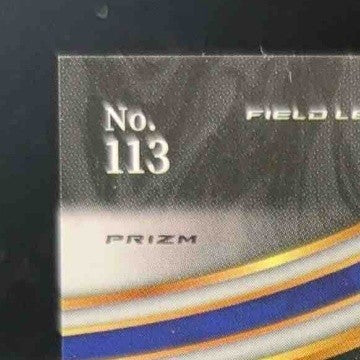 No.
113
FIELD LE
PRIZM